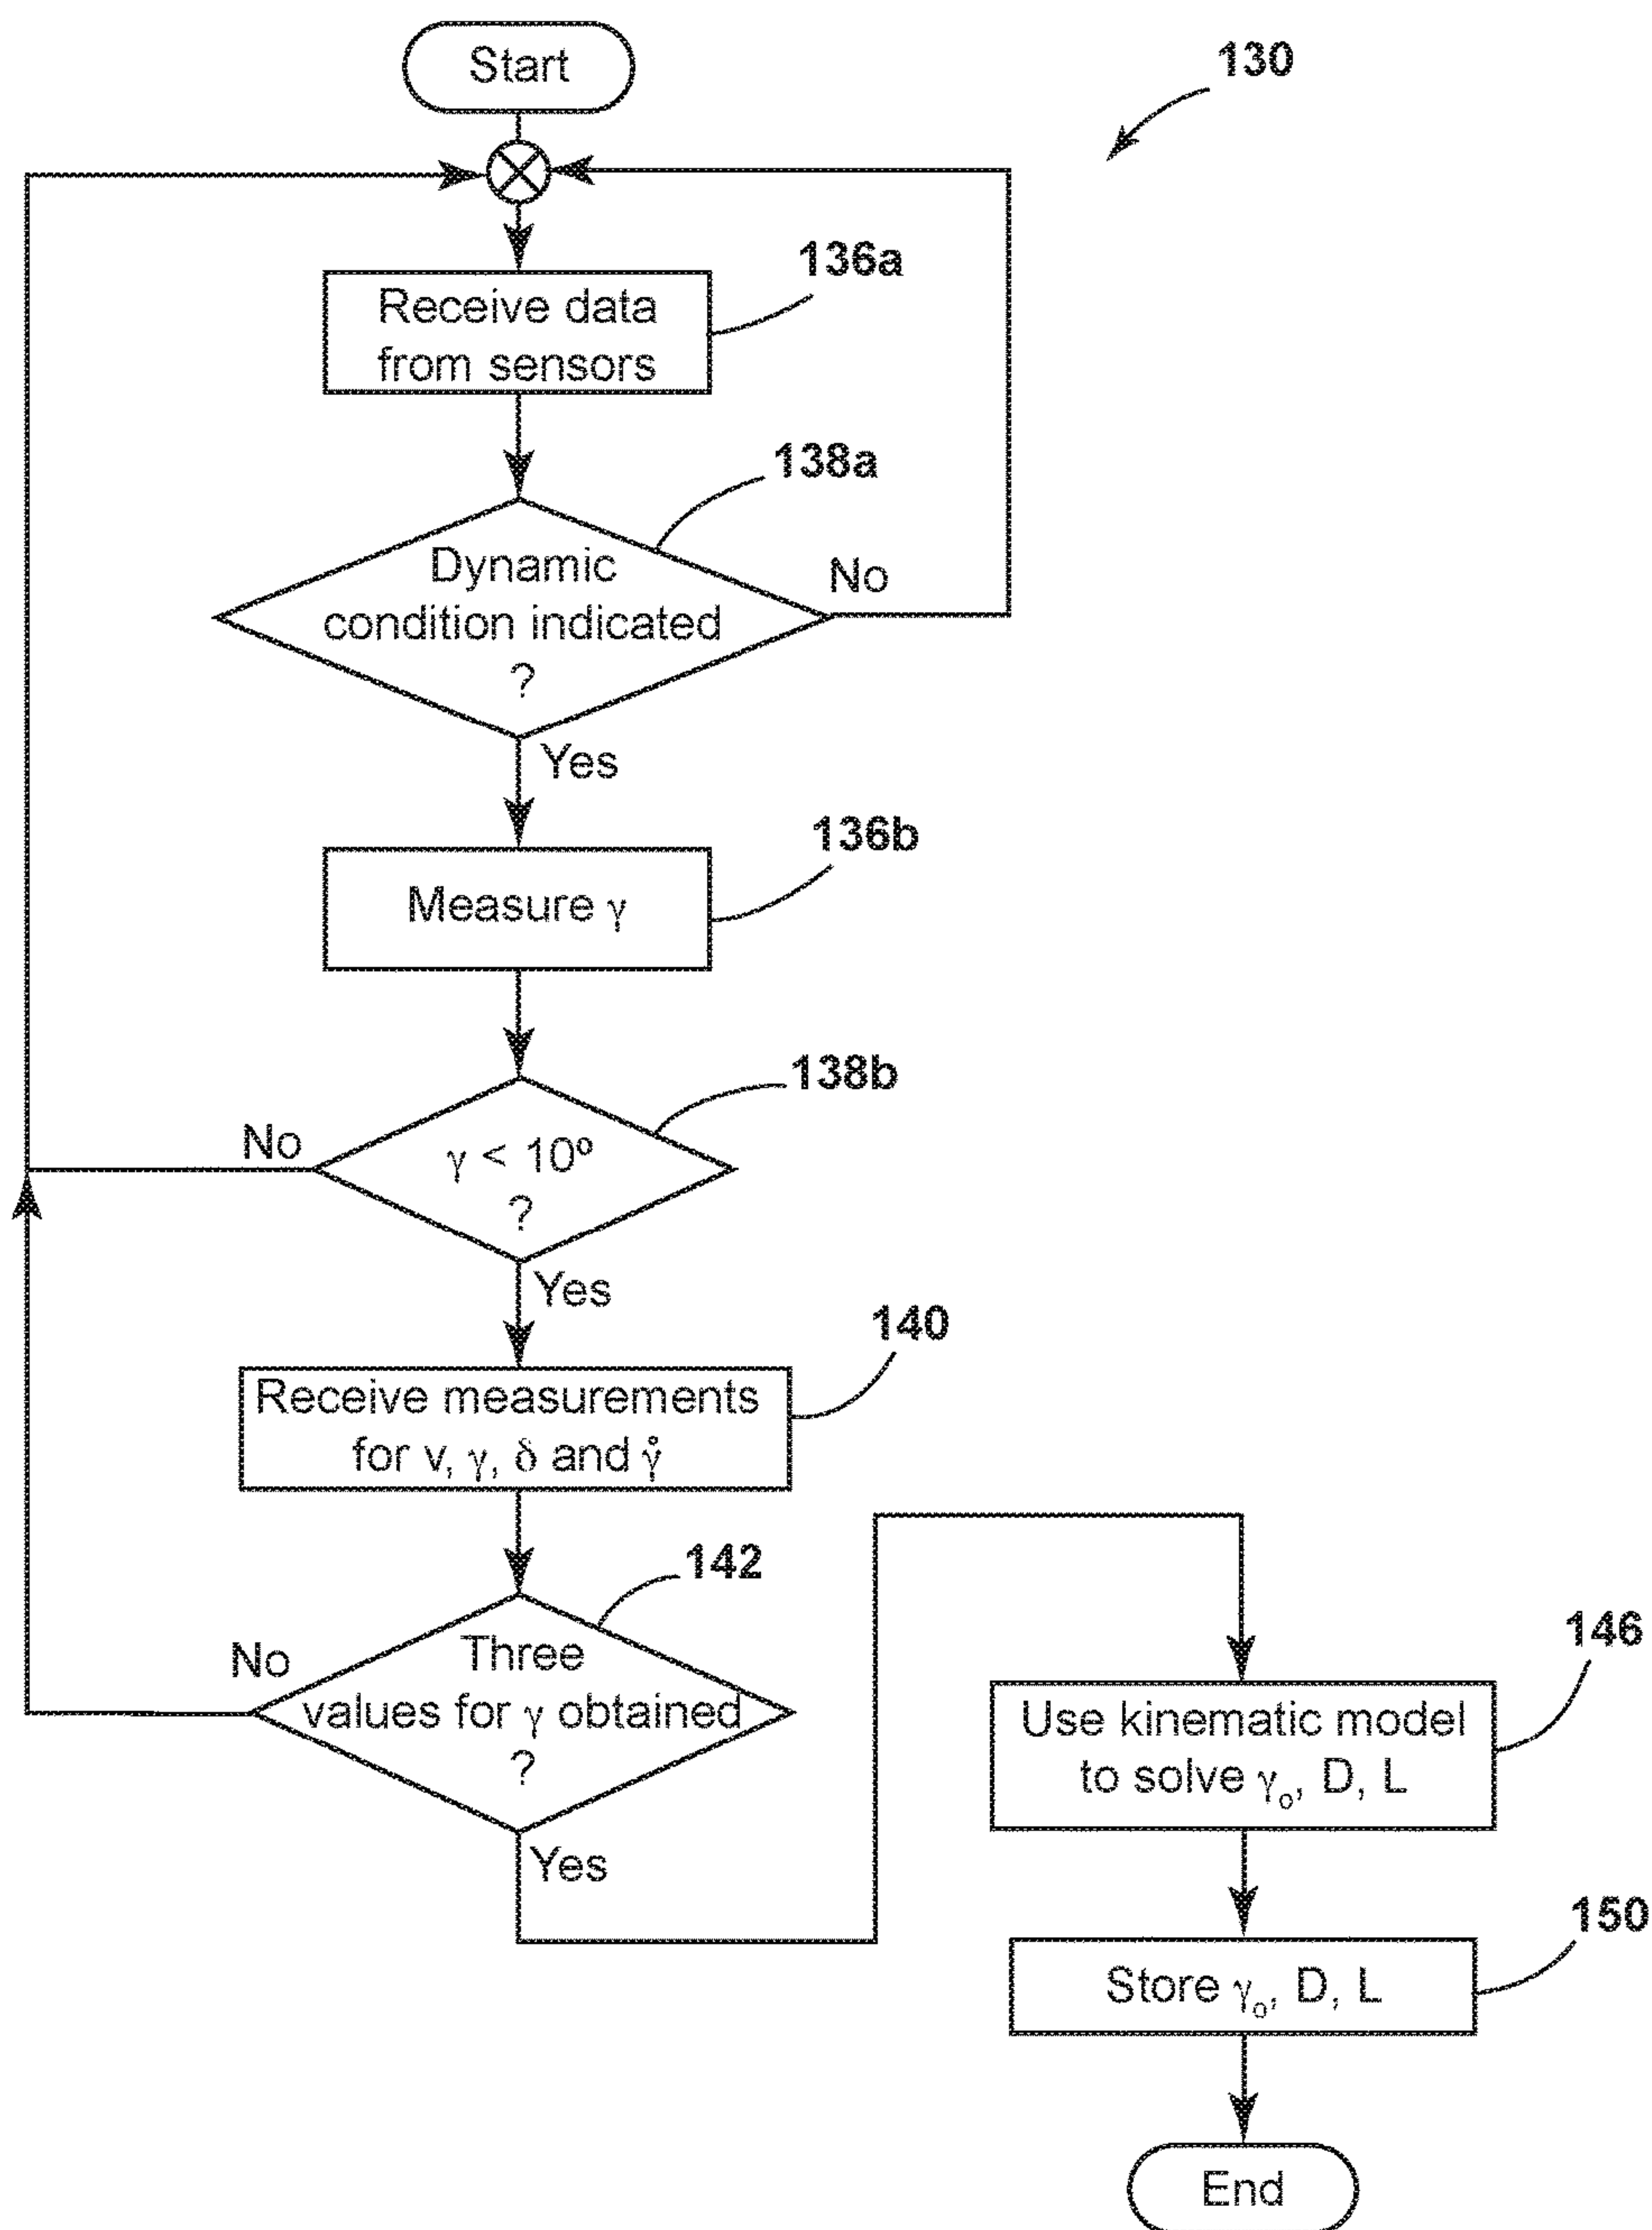 Start
130
136a
Receive data
from sensors
138a
Dynamic
condition indicated
?
No
Yes
136b
Measure γ
138b
No
γ < 10º
?
Yes
140
Receive measurements
for v, γ, δ and γ̊
142
No
Three
values for γ obtained
?
Yes
146
Use kinematic model
to solve γₒ, D, L
150
Store γₒ, D, L
End